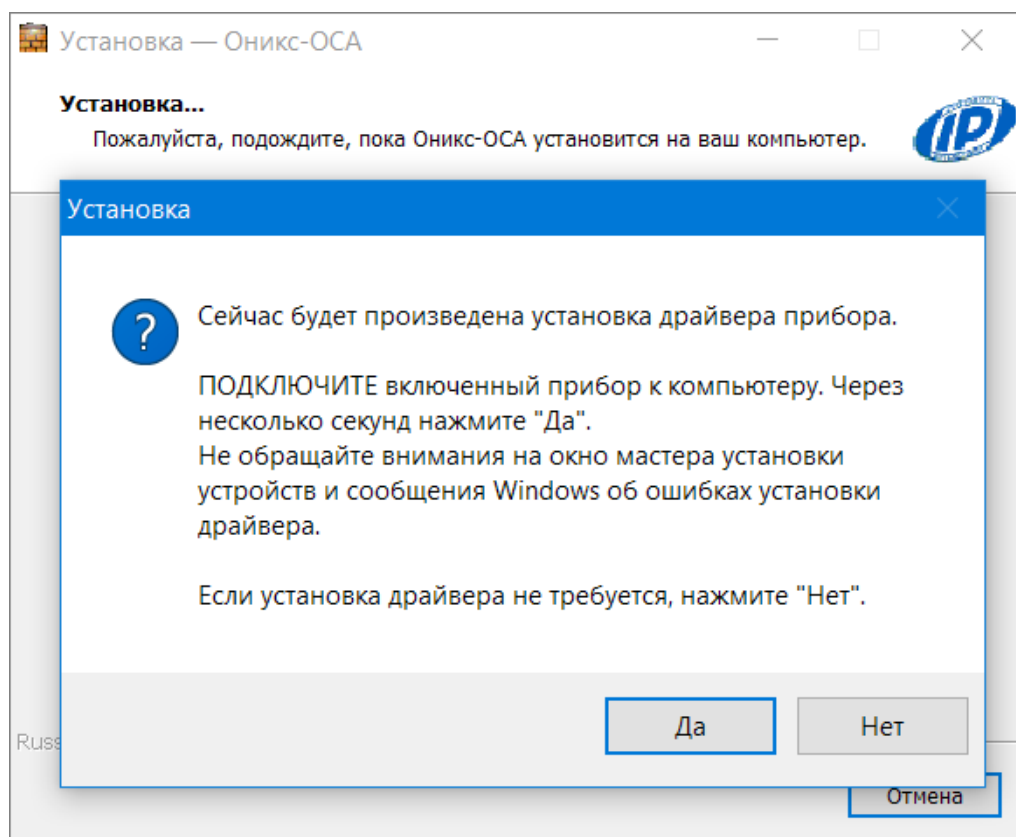 Установка — Оникс-ОСА
Установка...
Пожалуйста, подождите, пока Оникс-ОСА установится на ваш компьютер.
Установка
Сейчас будет произведена установка драйвера прибора.
ПОДКЛЮЧИТЕ включенный прибор к компьютеру. Через
несколько секунд нажмите "Да".
Не обращайте внимания на окно мастера установки
устройств и сообщения Windows об ошибках установки
драйвера.
Если установка драйвера не требуется, нажмите "Нет".
Да
Нет
Russ
Отмена